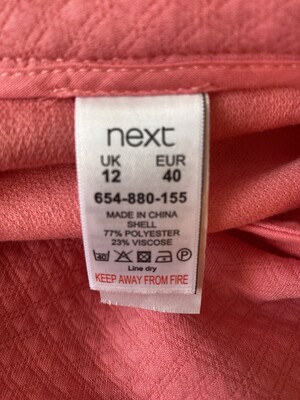 next
UK EUR
12 40
654-880-155
MADE IN CHINA
SHELL
77% POLYESTER
23% VISCOSE
40 P
Line dry
KEEP AWAY FROM FIRE